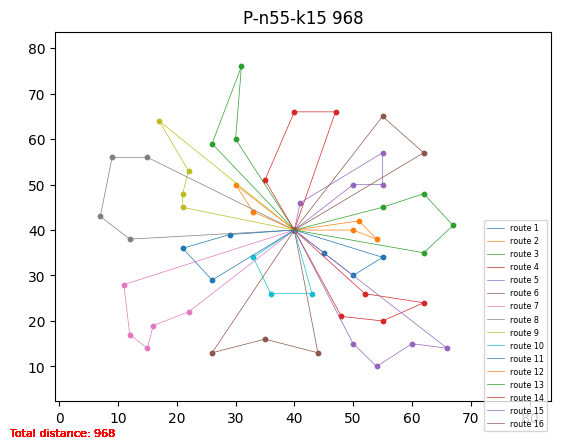 P-n55-k15 968
80
70
60
50
40
30
20
10
0
10
20
30
40
50
60
70
route 1
route 2
route 3
route 4
route 5
route 6
route 7
route 8
route 9
route 10
route 11
route 12
route 13
route 14
route 15
route 16
Total distance: 968